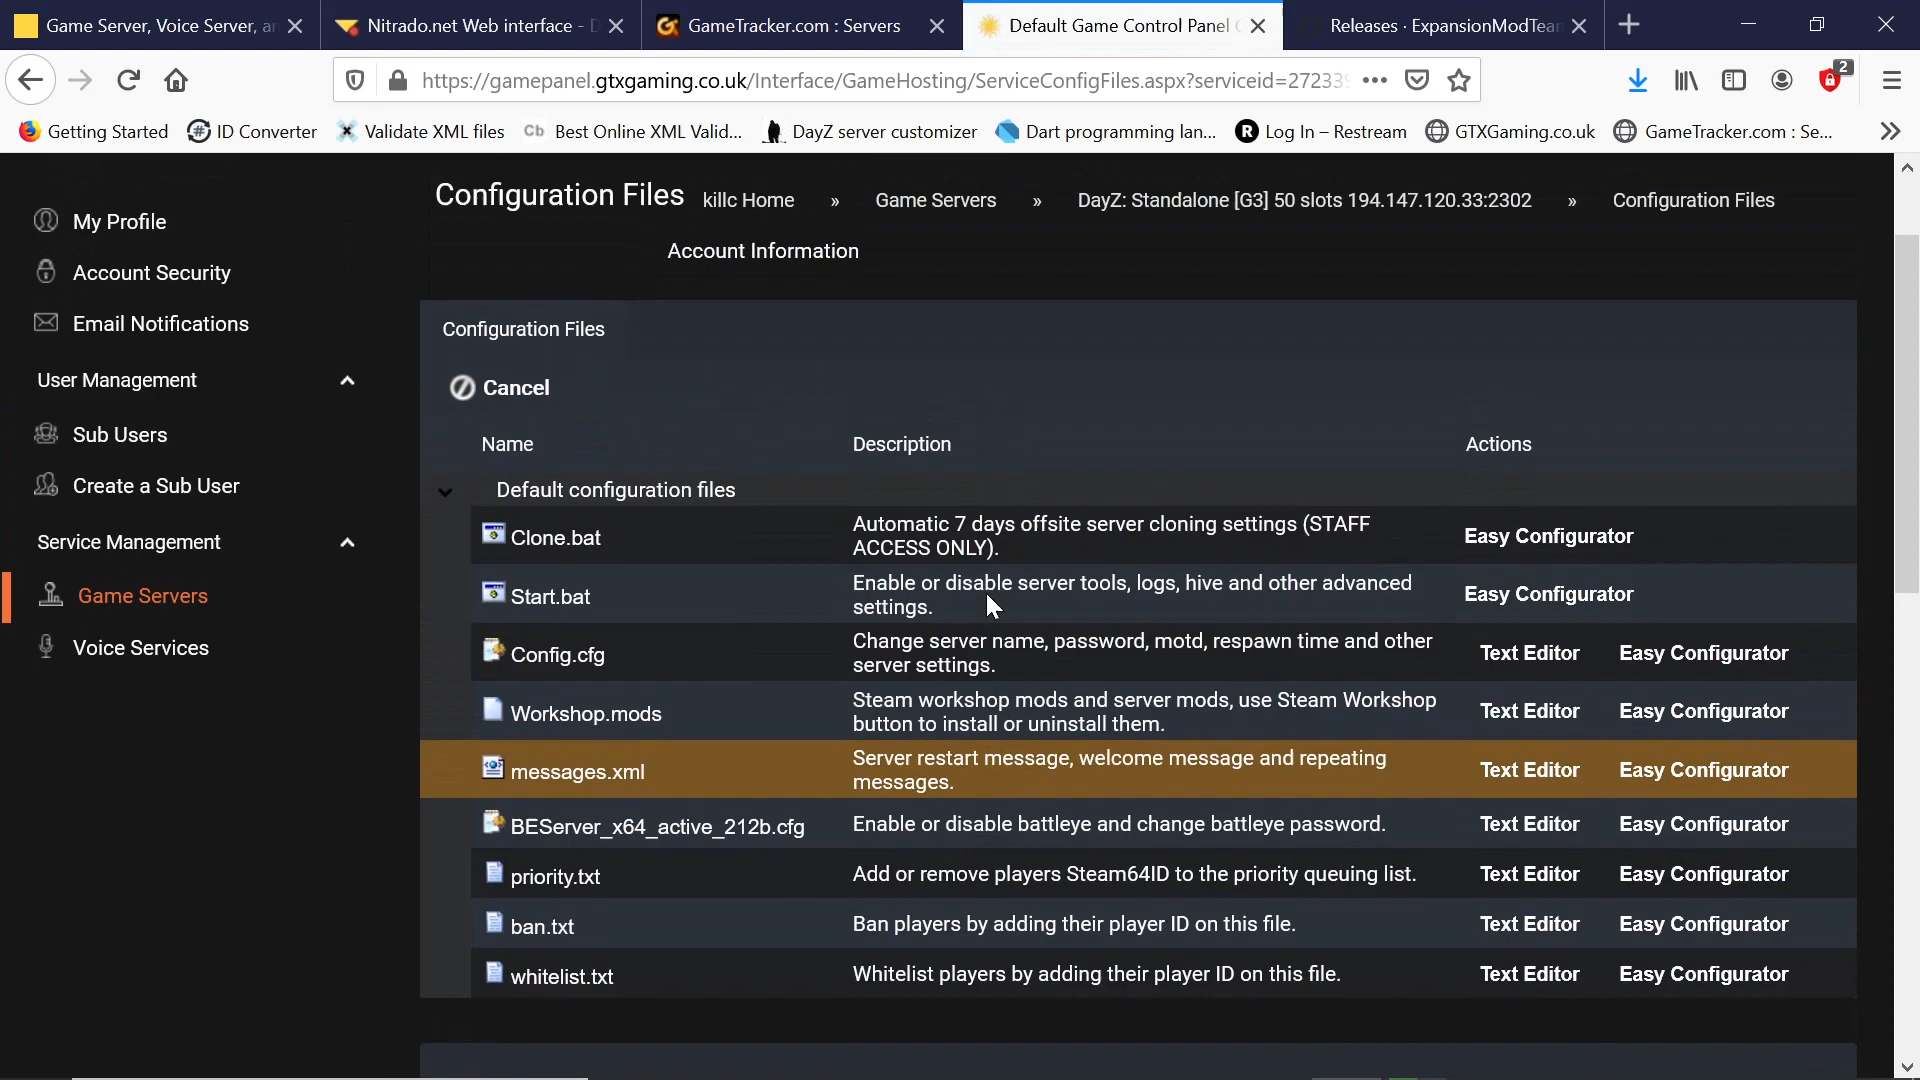 Game Server, Voice Server, ar
Nitrado.net Web interface - D
GameTracker.com : Servers
Default Game Control Panel
Releases · ExpansionModTea
https://gamepanel.gtxgaming.co.uk/Interface/GameHosting/ServiceConfigFiles.aspx?serviceid=272339
2
Getting Started
ID Converter
Validate XML files
Cb Best Online XML Valid...
DayZ server customizer
Dart programming lan...
R Log In – Restream
GTXGaming.co.uk
GameTracker.com : Se...
Configuration Files
killc Home » Game Servers » DayZ: Standalone [G3] 50 slots 194.147.120.33:2302 » Configuration Files
Account Information
My Profile
Account Security
Email Notifications
User Management
Sub Users
Create a Sub User
Service Management
Game Servers
Voice Services
Configuration Files
Cancel
Name Description Actions
Default configuration files
Clone.bat
Automatic 7 days offsite server cloning settings (STAFF
ACCESS ONLY).
Easy Configurator
Start.bat
Enable or disable server tools, logs, hive and other advanced
settings.
Easy Configurator
Config.cfg
Change server name, password, motd, respawn time and other
server settings.
Text Editor Easy Configurator
Workshop.mods
Steam workshop mods and server mods, use Steam Workshop
button to install or uninstall them.
Text Editor Easy Configurator
messages.xml
Server restart message, welcome message and repeating
messages.
Text Editor Easy Configurator
BEServer_x64_active_212b.cfg Enable or disable battleye and change battleye password. Text Editor Easy Configurator
priority.txt Add or remove players Steam64ID to the priority queuing list. Text Editor Easy Configurator
ban.txt Ban players by adding their player ID on this file. Text Editor Easy Configurator
whitelist.txt Whitelist players by adding their player ID on this file. Text Editor Easy Configurator